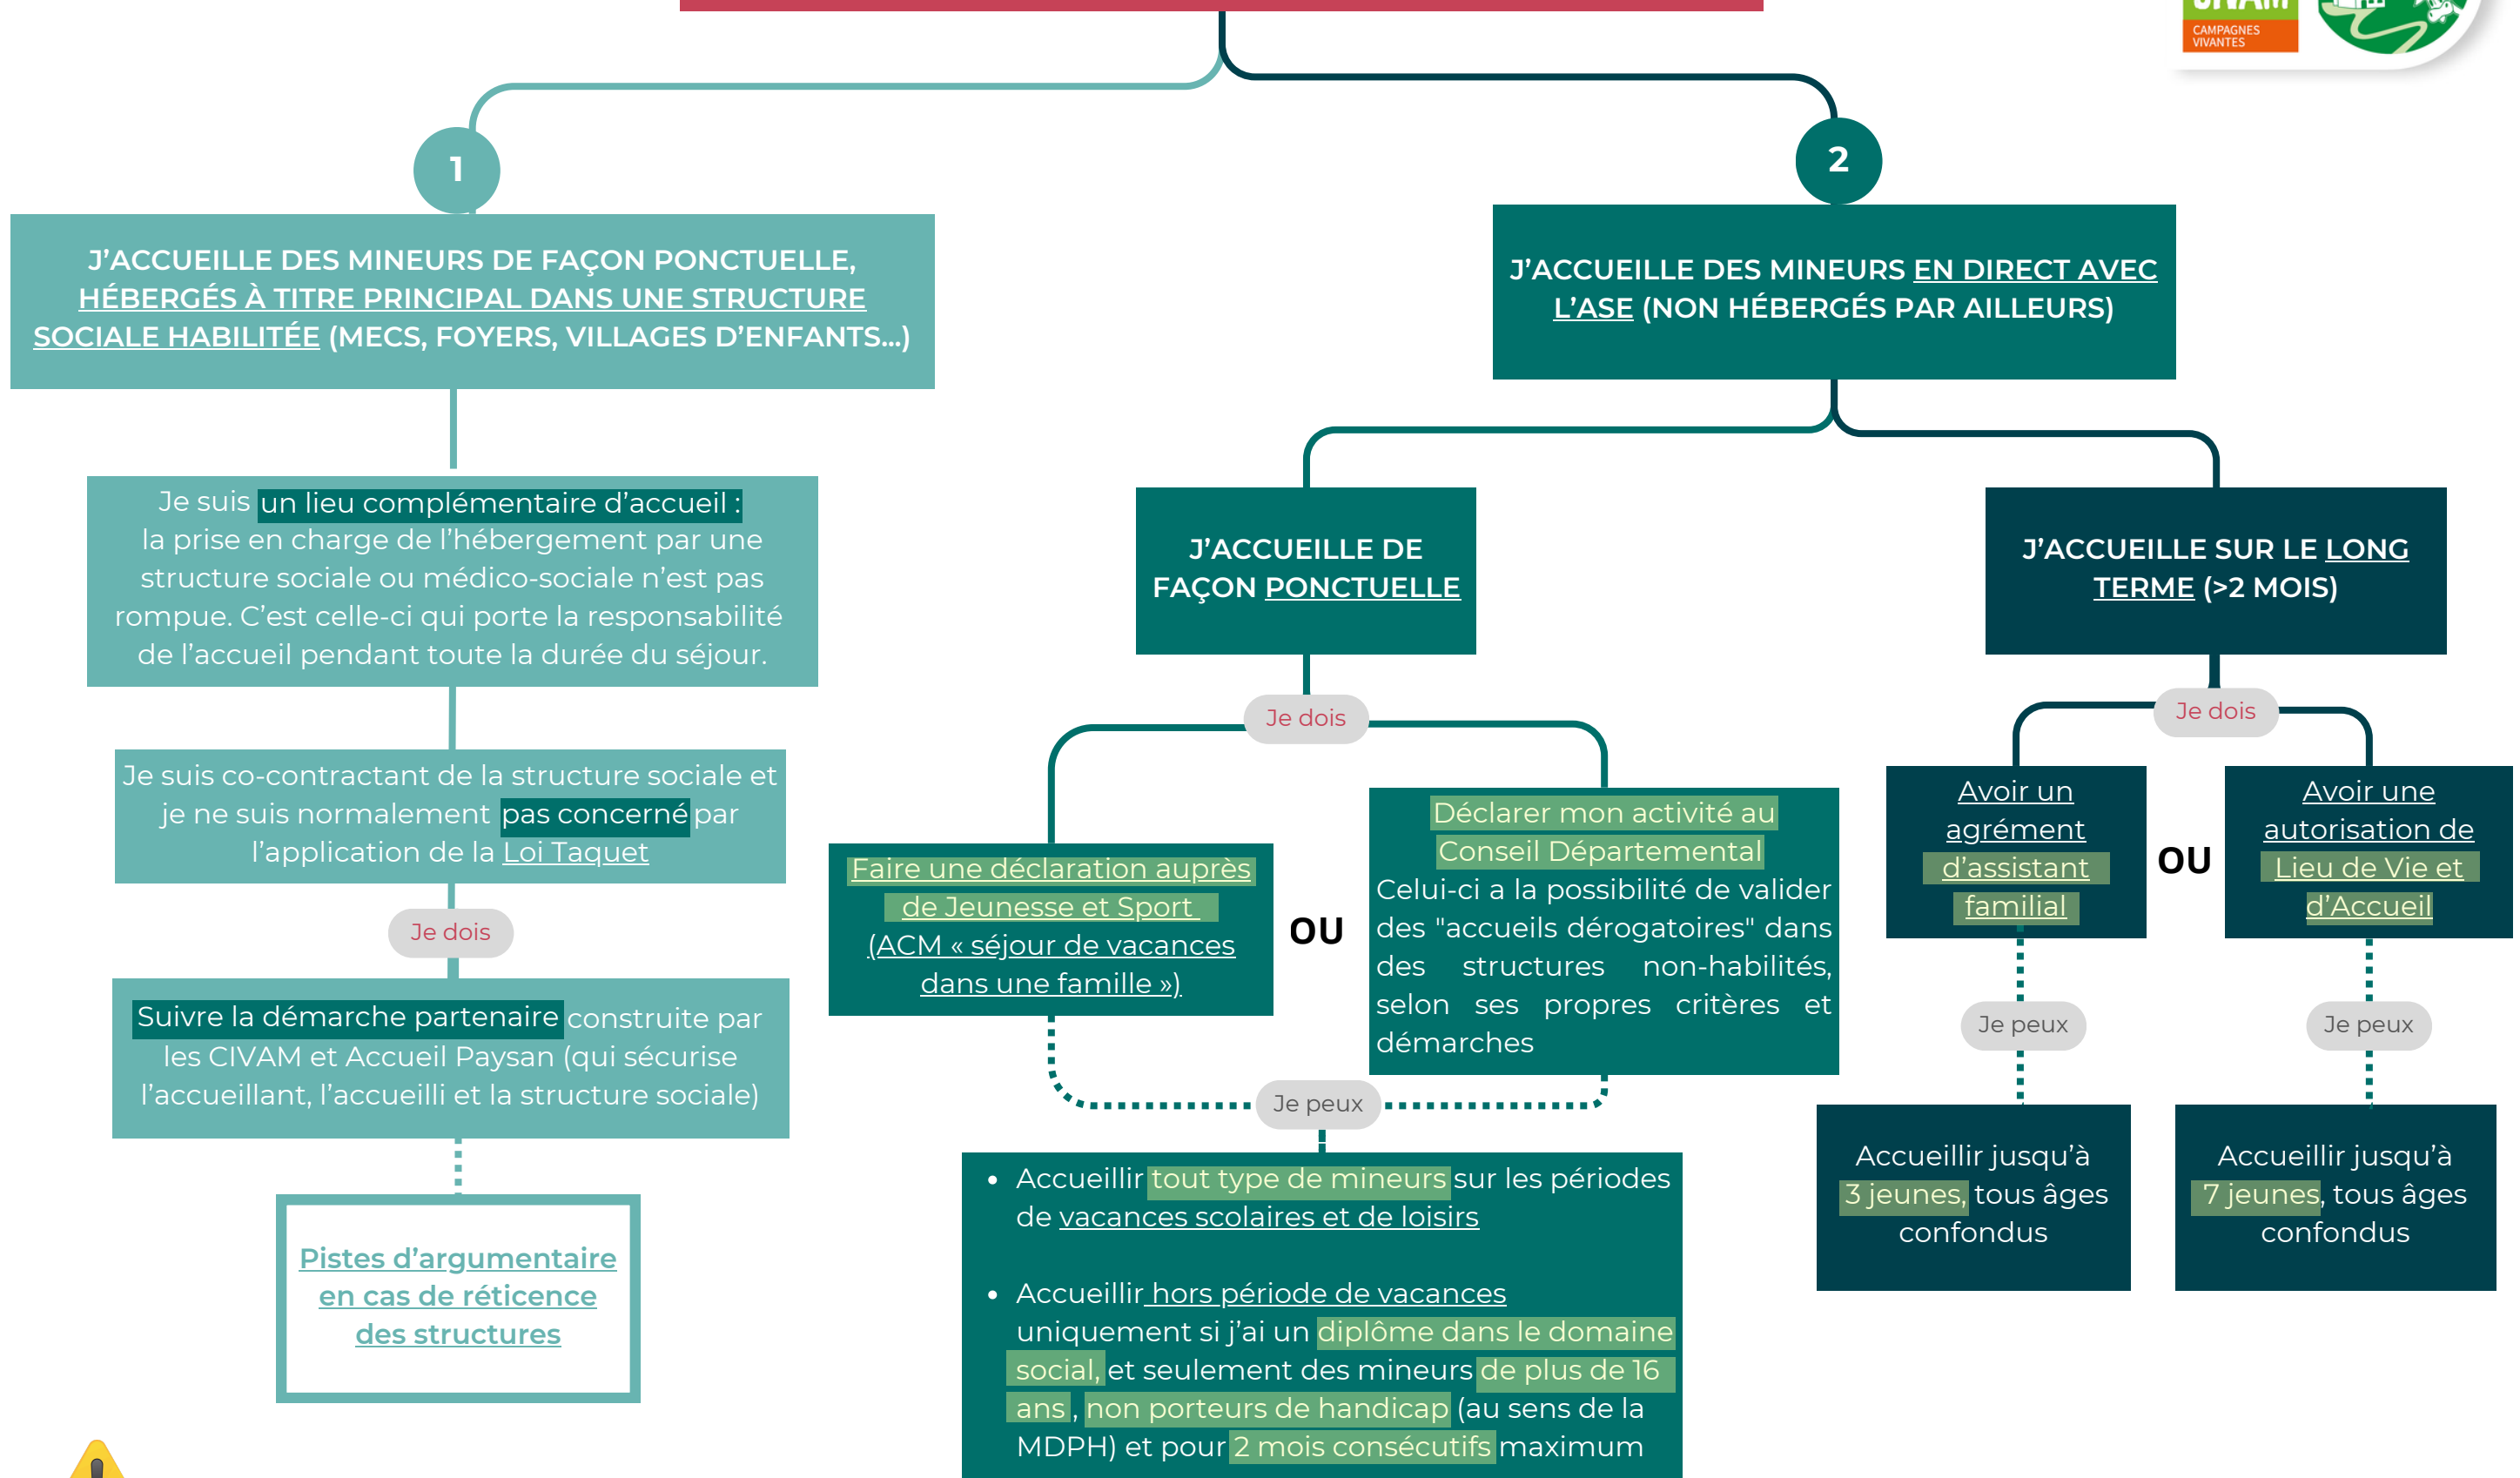 CAMPAGNES
VIVANTES
1
J’ACCUEILLE DES MINEURS DE FAÇON PONCTUELLE,
HÉBERGÉS À TITRE PRINCIPAL DANS UNE STRUCTURE
SOCIALE HABILITÉE (MECS, FOYERS, VILLAGES D’ENFANTS...)
Je suis un lieu complémentaire d’accueil :
la prise en charge de l’hébergement par une
structure sociale ou médico-sociale n’est pas
rompue. C’est celle-ci qui porte la responsabilité
de l’accueil pendant toute la durée du séjour.
Je suis co-contractant de la structure sociale et
je ne suis normalement pas concerné par
l’application de la Loi Taquet
Je dois
Suivre la démarche partenaire construite par
les CIVAM et Accueil Paysan (qui sécurise
l’accueillant, l’accueilli et la structure sociale)
Pistes d’argumentaire
en cas de réticence
des structures
2
J’ACCUEILLE DES MINEURS EN DIRECT AVEC
L’ASE (NON HÉBERGÉS PAR AILLEURS)
J’ACCUEILLE DE
FAÇON PONCTUELLE
Je dois
Faire une déclaration auprès
de Jeunesse et Sport
(ACM « séjour de vacances
dans une famille »)
OU
Déclarer mon activité au
Conseil Départemental
Celui-ci a la possibilité de valider
des "accueils dérogatoires" dans
des structures non-habilités,
selon ses propres critères et
démarches
Je peux
• Accueillir tout type de mineurs sur les périodes
de vacances scolaires et de loisirs
• Accueillir hors période de vacances
uniquement si j’ai un diplôme dans le domaine
social, et seulement des mineurs de plus de 16
ans , non porteurs de handicap (au sens de la
MDPH) et pour 2 mois consécutifs maximum
J’ACCUEILLE SUR LE LONG
TERME (>2 MOIS)
Je dois
Avoir un
agrément
d’assistant
familial
OU
Avoir une
autorisation de
Lieu de Vie et
d’Accueil
Je peux
Je peux
Accueillir jusqu’à
3 jeunes, tous âges
confondus
Accueillir jusqu’à
7 jeunes, tous âges
confondus